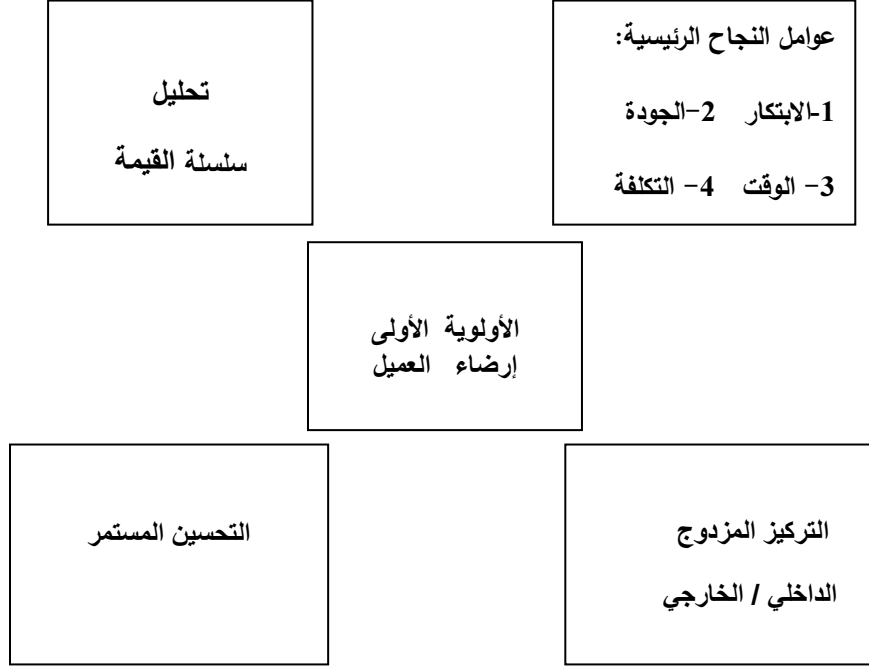 عوامل النجاح الرئيسية:
1-الابتكار 2-الجودة
3- الوقت 4- التكلفة
تحليل
سلسلة القيمة
الأولوية الأولى
إرضاء العميل
التركيز المزدوج
الداخلي / الخارجي
التحسين المستمر